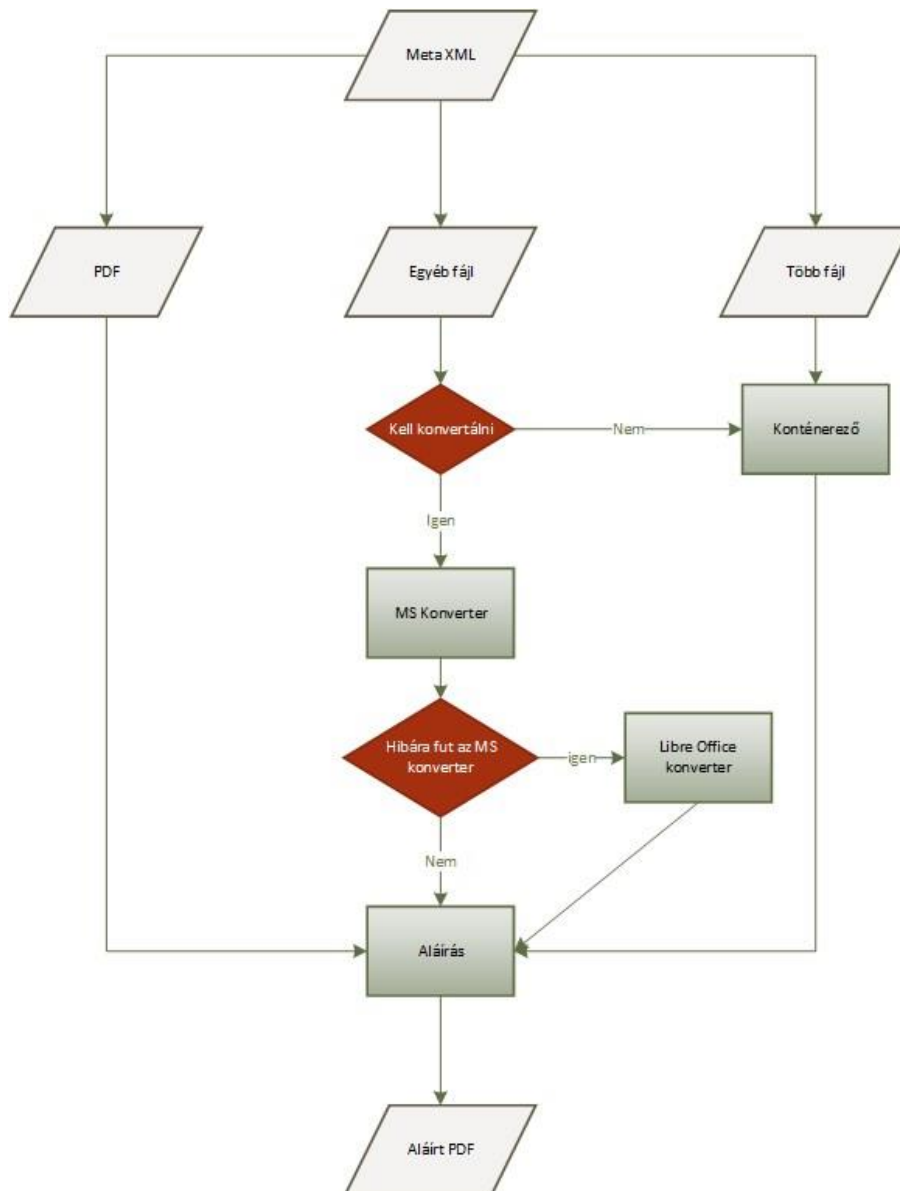 Meta XML
PDF
Egyéb fájl
Több fájl
Kell konvertálni
Nem
Konténerező
Igen
MS Konverter
Hibára fut az MS
konverter
igen
Libre Office
konverter
Nem
Aláírás
Aláírt PDF